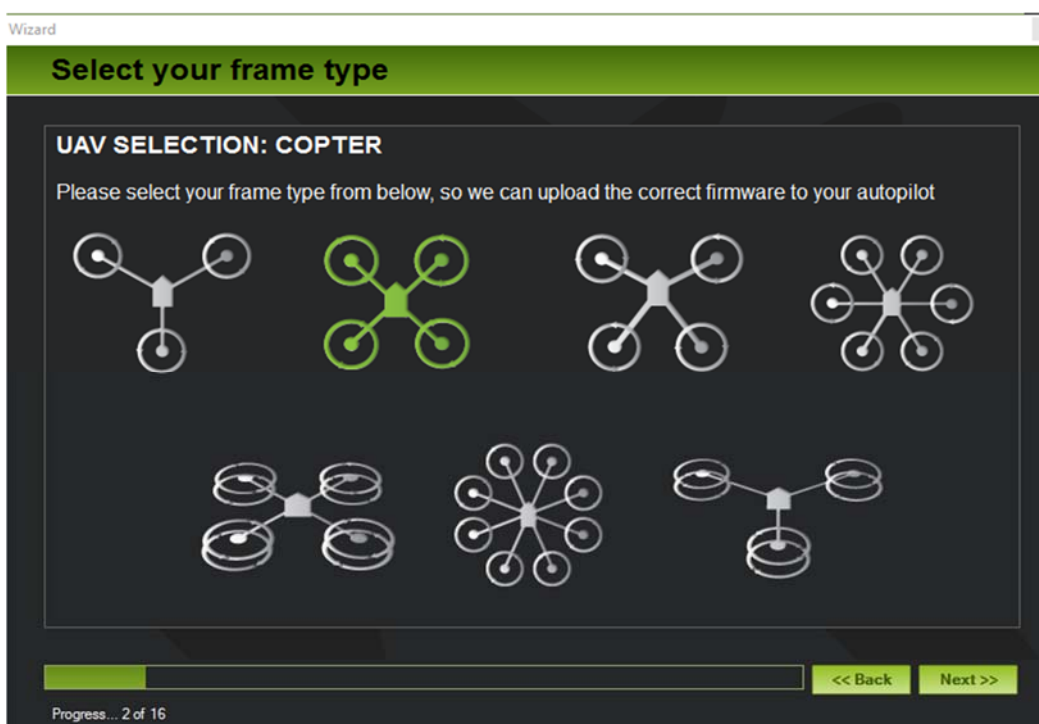 Wizard
Select your frame type
UAV SELECTION: COPTER
Please select your frame type from below, so we can upload the correct firmware to your autopilot
<< Back
Next >>
Progress... 2 of 16